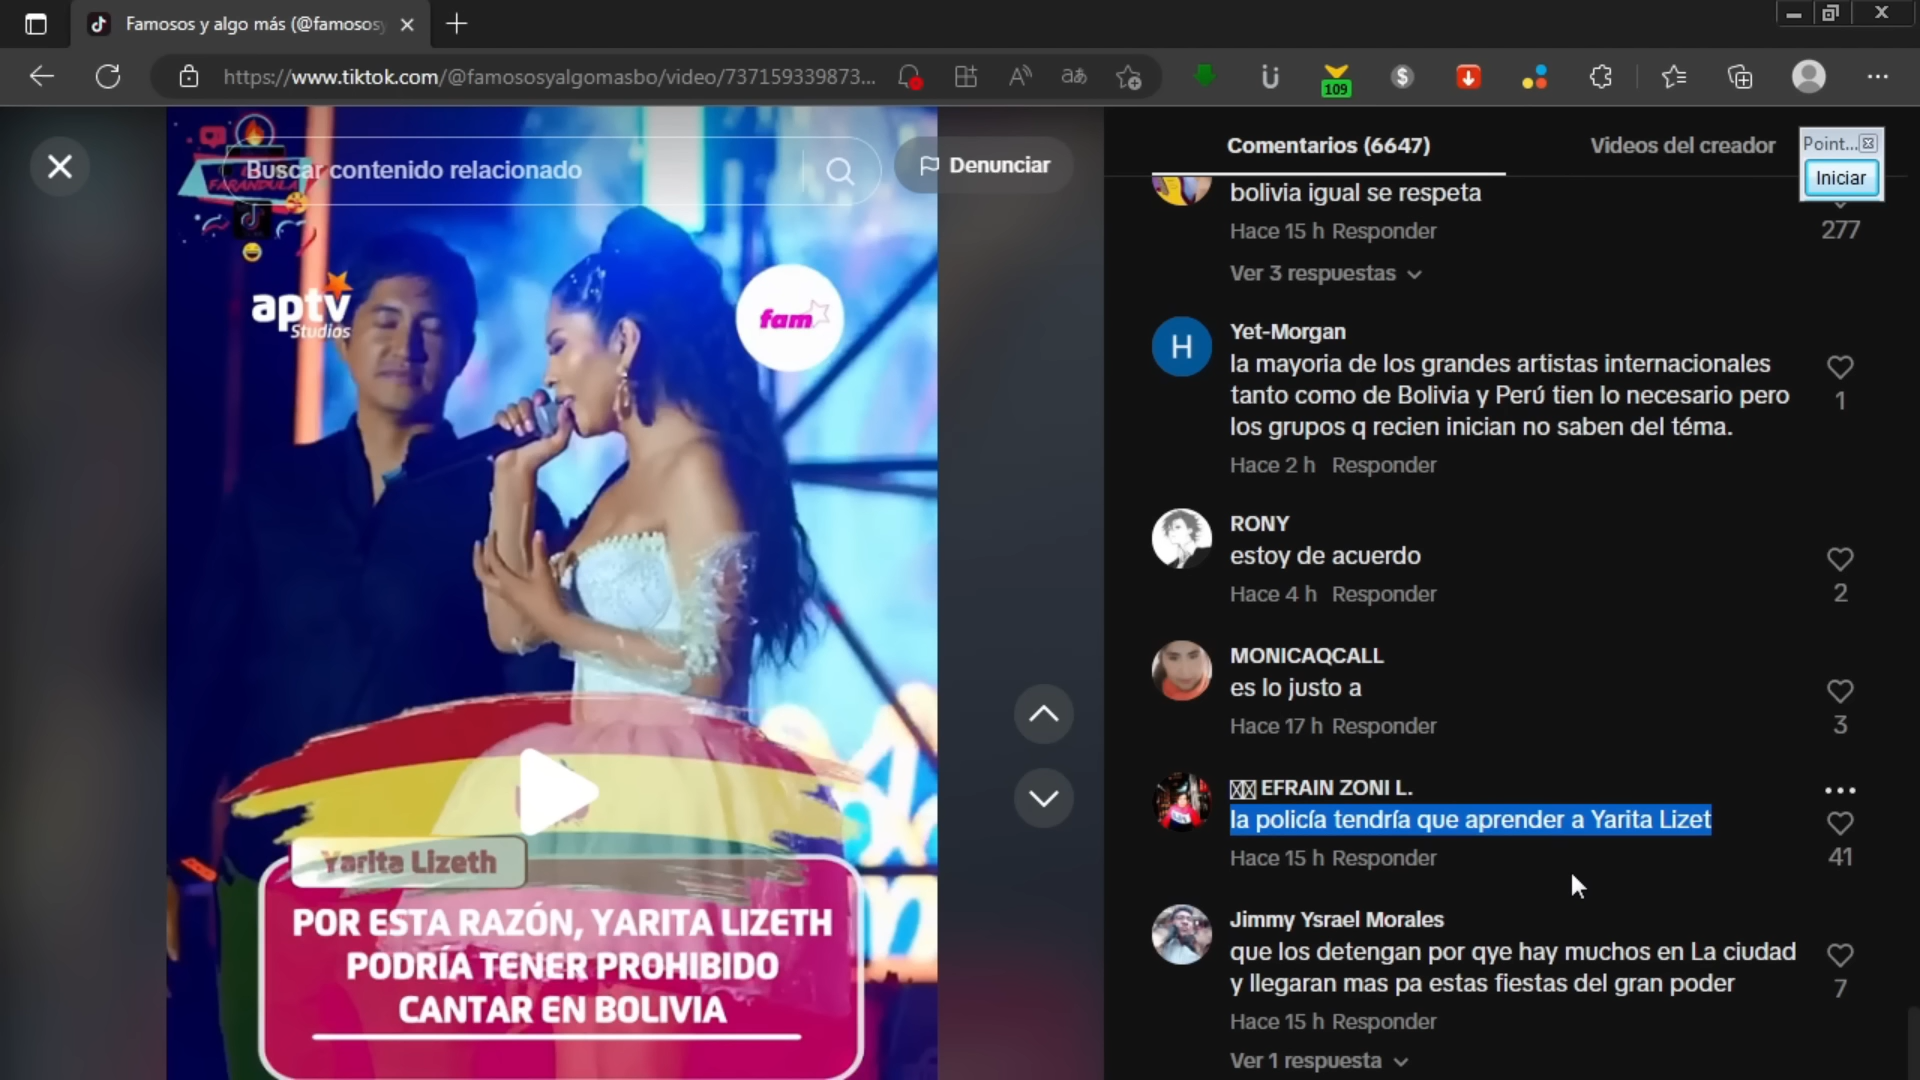 Famosos y algo más (@famosos
https://www.tiktok.com/@famososyalgomasbo/video/737159339873...
109
Buscar contenido relacionado
Denunciar
FARANDULA
aptv
Studios
fam
Yarita Lizeth
POR ESTA RAZÓN, YARITA LIZETH
PODRÍA TENER PROHIBIDO
CANTAR EN BOLIVIA
Comentarios (6647)
Videos del creador
Point...
Iniciar
bolivia igual se respeta
Hace 15 h Responder
277
Ver 3 respuestas
H
Yet-Morgan
la mayoria de los grandes artistas internacionales
tanto como de Bolivia y Perú tien lo necesario pero
los grupos q recien inician no saben del téma.
1
Hace 2 h Responder
RONY
estoy de acuerdo
Hace 4 h Responder
2
MONICAQCALL
es lo justo a
Hace 17 h Responder
3
EFRAIN ZONI L.
la policía tendría que aprender a Yarita Lizet
Hace 15 h Responder
41
Jimmy Ysrael Morales
que los detengan por qye hay muchos en La ciudad
y llegaran mas pa estas fiestas del gran poder
7
Hace 15 h Responder
Ver 1 respuesta